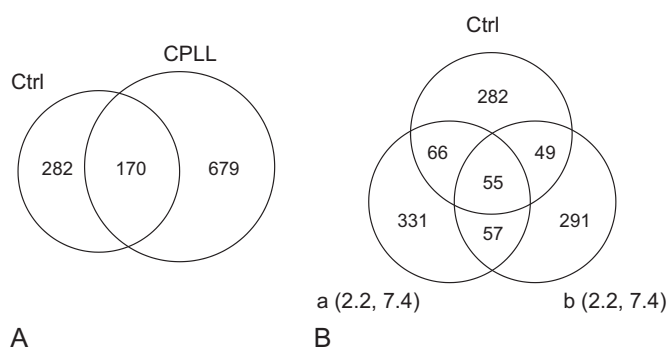 CPLL
Ctrl
282
170
679
A
Ctrl
282
66
49
55
331
57
291
a (2.2, 7.4)
b (2.2, 7.4)
B